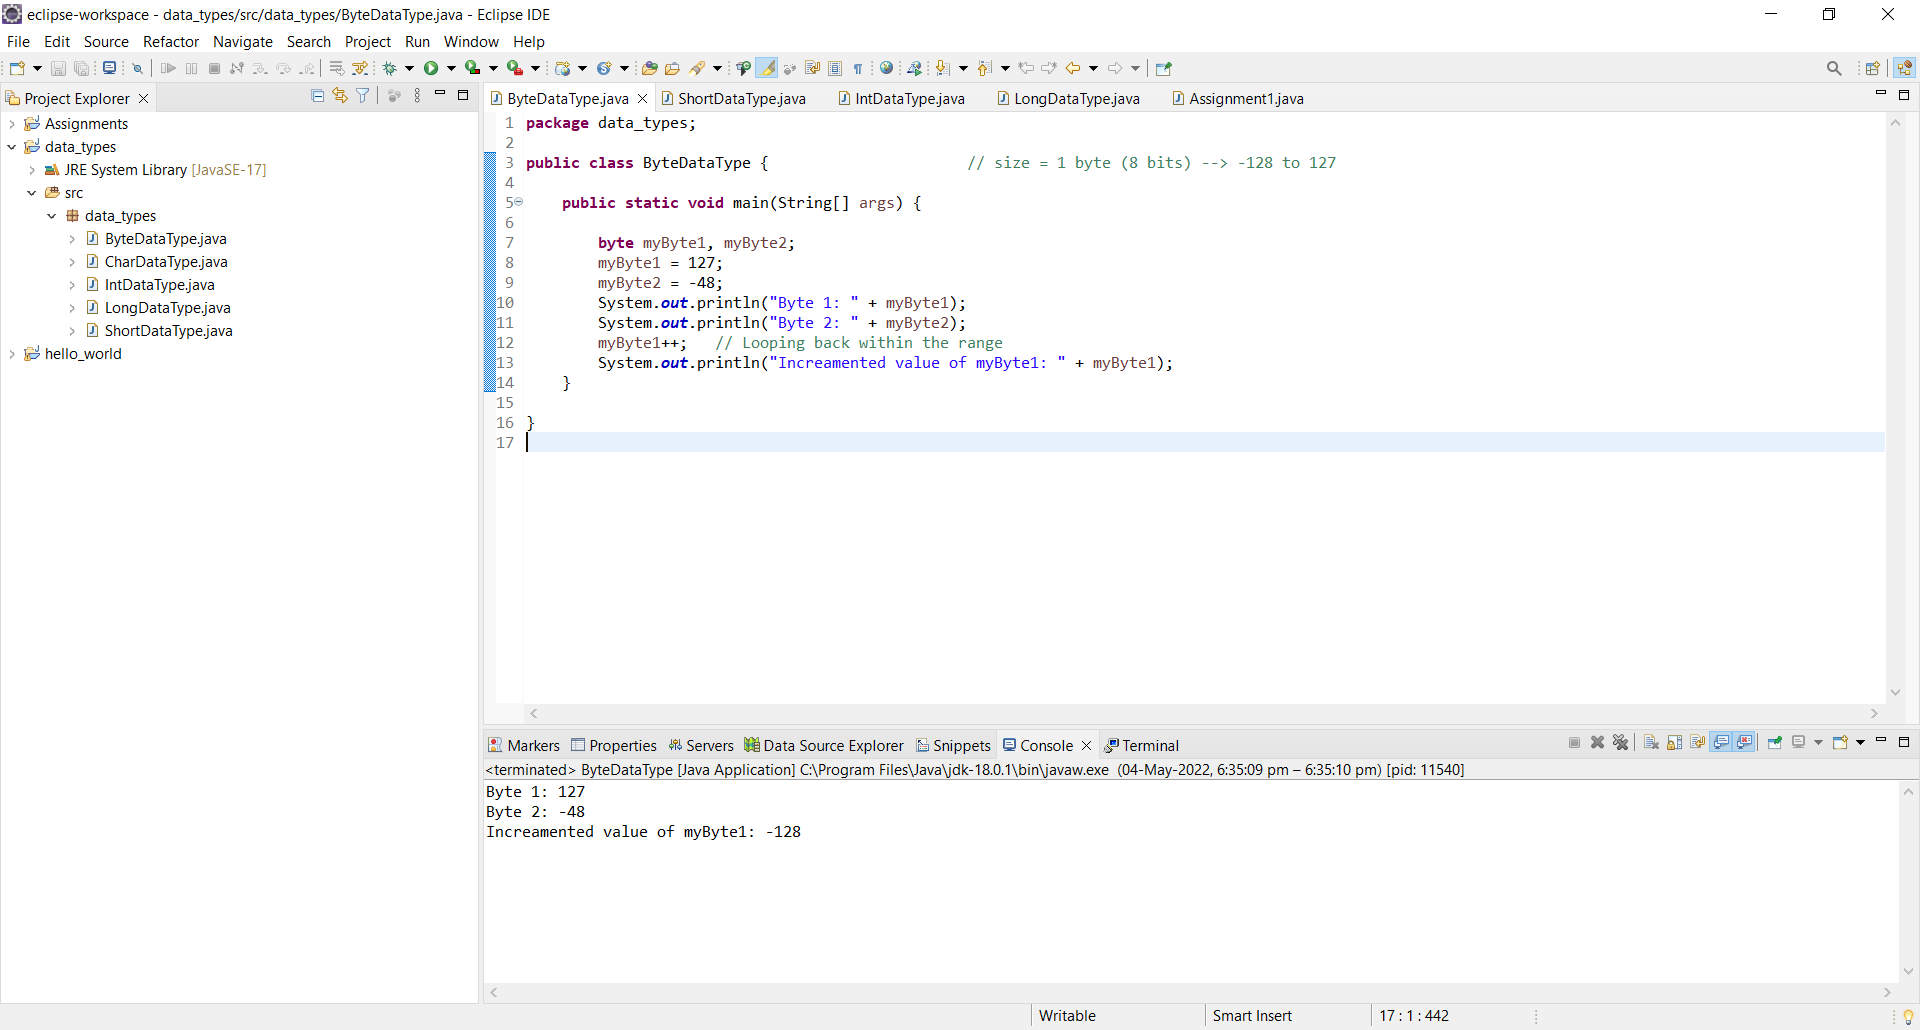 eclipse-workspace - data_types/src/data_types/ByteDataType.java - Eclipse IDE
File Edit Source Refactor Navigate Search Project Run Window Help
Project Explorer
Assignments
data_types
JRE System Library [JavaSE-17]
src
data_types
ByteDataType.java
CharDataType.java
IntDataType.java
LongDataType.java
ShortDataType.java
hello_world
ByteDataType.java ShortDataType.java IntDataType.java LongDataType.java Assignment1.java
1 package data_types;
2
3 public class ByteDataType { // size = 1 byte (8 bits) --> -128 to 127
4
5 public static void main(String[] args) {
6
7 byte myByte1, myByte2;
8 myByte1 = 127;
9 myByte2 = -48;
10 System.out.println("Byte 1: " + myByte1);
11 System.out.println("Byte 2: " + myByte2);
12 myByte1++; // Looping back within the range
13 System.out.println("Increamented value of myByte1: " + myByte1);
14 }
15
16 }
17
Markers Properties Servers Data Source Explorer Snippets Console Terminal
<terminated> ByteDataType [Java Application] C:\Program Files\Java\jdk-18.0.1\bin\javaw.exe (04-May-2022, 6:35:09 pm – 6:35:10 pm) [pid: 11540]
Byte 1: 127
Byte 2: -48
Increamented value of myByte1: -128
Writable Smart Insert 17 : 1 : 442